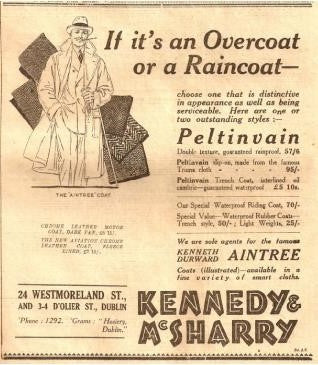 If it's an Overcoat
or a Raincoat—
choose one that is distinctive
in appearance as well as being
serviceable. Here are one or
two outstanding styles :—
Peltinvain
Double texture, guaranteed rainproof, 57/6
Peltinvain slip-on, made from the famous
cloth - - - - 95/-
Peltinvain Trench Coat, interlined oil
cambric—guaranteed waterproof £5 10s.
Our Special Waterproof Riding Coat, 70/-
Special Value—Waterproof Rubber Coats—
Trench style, 50/-; Light Weights, 25/-
We are sole agents for the famous
KENNETH
DURWARD AINTREE
Coats (illustrated)—available in a
fine variety of smart cloths.
THE "AINTREE" COAT
CHROME LEATHER MOTOR
COAT, DARK TAN,
THE NEW AVIATION CHROME
LEATHER COAT, FLEECE
LINED,
24 WESTMORELAND ST.,
AND 3-4 D'OLIER ST., DUBLIN
'Phone : 1292. 'Grams : "Hosiery,
Dublin."
KENNEDY &
McSHARRY